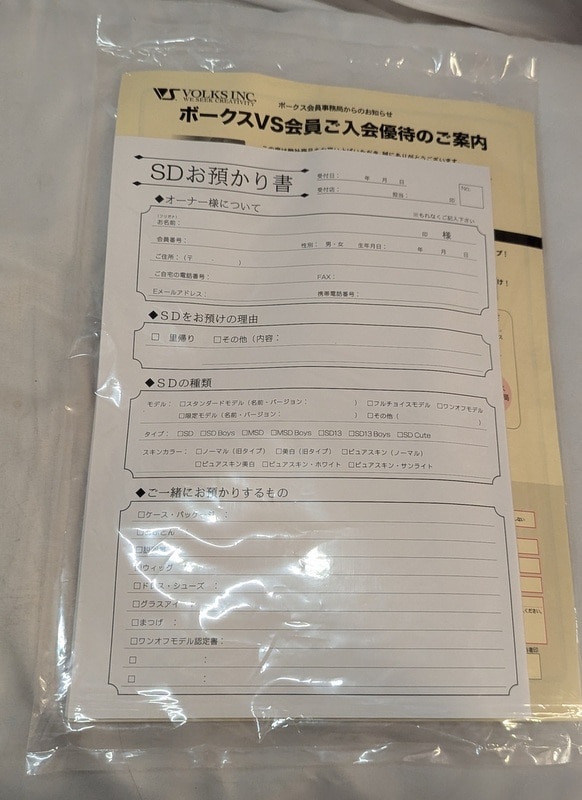 VOLKS INC.
WE SEEK CREATIVITY
ボークス会員事務局からのお知らせ
ボークスVS会員ご入会優待のご案内
SDお預かり書
受付日： 年 月 日
受付店： 担当： 印
NO.
◆オーナー様について
※もれなくご記入下さい
(フリガナ)
お名前： 印 様
会員番号： 性別： 男・女 生年月日： 年 月 日
ご住所：（〒 - ）
ご自宅の電話番号： FAX：
Eメールアドレス： 携帯電話番号：
◆SDをお預けの理由
□ 里帰り □その他（内容：
◆SDの種類
モデル： □スタンダードモデル（名前・バージョン： ） □フルチョイスモデル □ワンオフモデル
□限定モデル（名前・バージョン： ） □その他（ ）
タイプ： □SD □SD Boys □MSD □MSD Boys □SD13 □SD13 Boys □SD Cute
スキンカラー： □ノーマル（旧タイプ） □美白（旧タイプ） □ピュアスキン（ノーマル）
□ピュアスキン美白 □ピュアスキン・ホワイト □ピュアスキン・サンライト
◆ご一緒にお預かりするもの
□ケース・パッケージ ：
□ウィッグ
□ドレス・シューズ ：
□グラスアイ
□まつげ ：
□ワンオフモデル認定書：
□ ：
□ ：